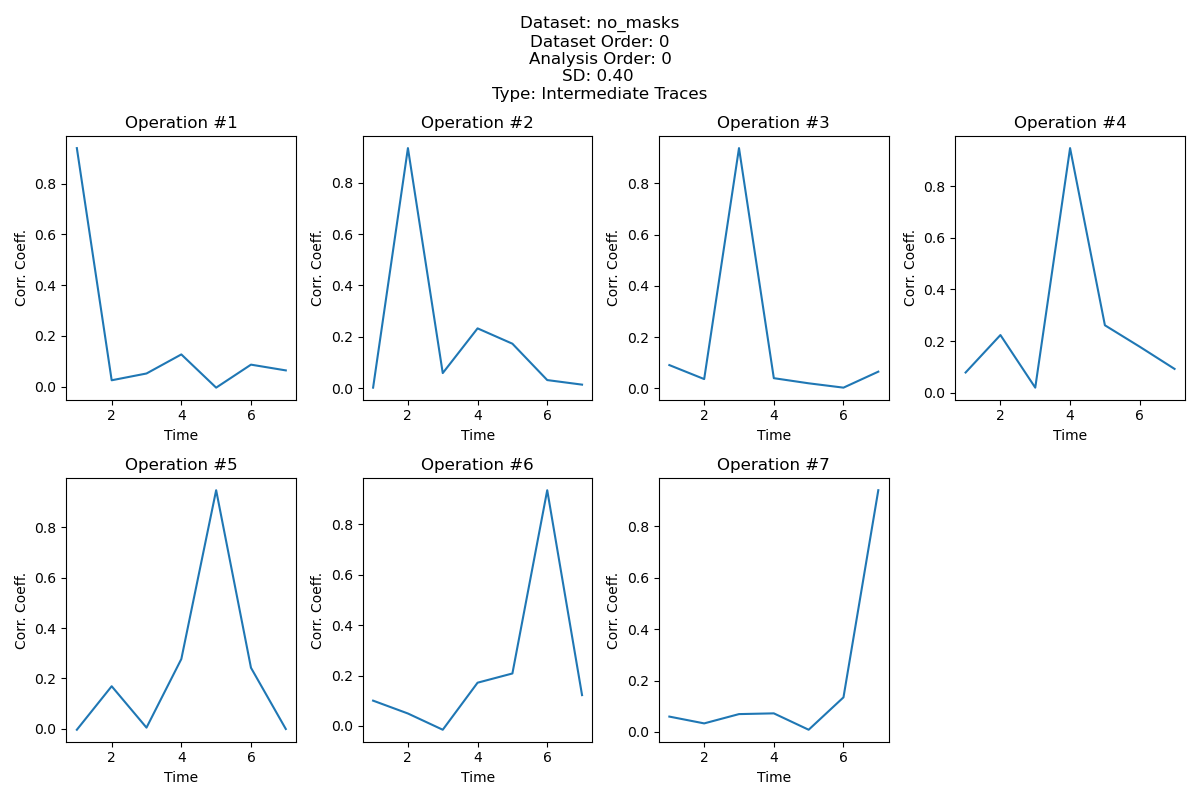 Dataset: no_masks
Dataset Order: 0
Analysis Order: 0
SD: 0.40
Type: Intermediate Traces
Operation #1
Corr. Coeff.
0.8
0.6
0.4
0.2
0.0
2 4 6
Time
Operation #2
Corr. Coeff.
0.8
0.6
0.4
0.2
0.0
2 4 6
Time
Operation #3
Corr. Coeff.
0.8
0.6
0.4
0.2
0.0
2 4 6
Time
Operation #4
Corr. Coeff.
0.8
0.6
0.4
0.2
0.0
2 4 6
Time
Operation #5
Corr. Coeff.
0.8
0.6
0.4
0.2
0.0
2 4 6
Time
Operation #6
Corr. Coeff.
0.8
0.6
0.4
0.2
0.0
2 4 6
Time
Operation #7
Corr. Coeff.
0.8
0.6
0.4
0.2
0.0
2 4 6
Time